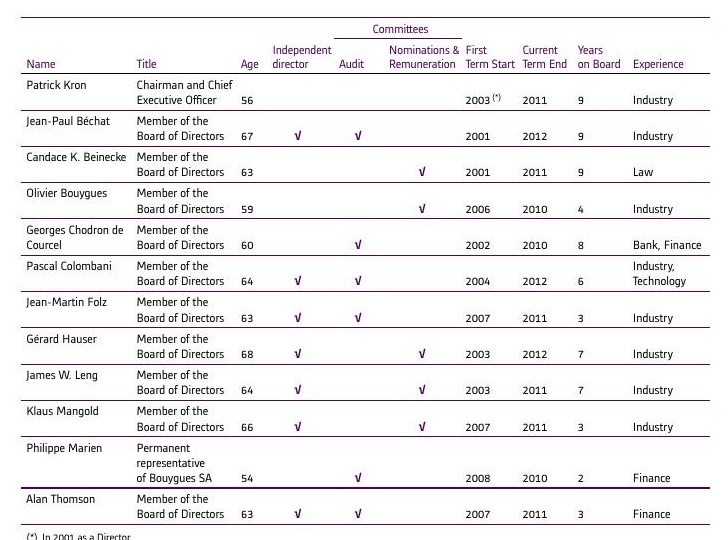 Committees
Independent Nominations & First Current Years
Name Title Age director Audit Remuneration Term Start Term End on Board Experience
Patrick Kron Chairman and Chief
Executive Officer 56 2003 (*) 2011 9 Industry
Jean-Paul Béchat Member of the
Board of Directors 67 √ √ 2001 2012 9 Industry
Candace K. Beinecke Member of the
Board of Directors 63 √ 2001 2011 9 Law
Olivier Bouygues Member of the
Board of Directors 59 √ 2006 2010 4 Industry
Georges Chodron de Member of the
Courcel Board of Directors 60 √ 2002 2010 8 Bank, Finance
Pascal Colombani Member of the Industry,
Board of Directors 64 √ √ 2004 2012 6 Technology
Jean-Martin Folz Member of the
Board of Directors 63 √ √ 2007 2011 3 Industry
Gérard Hauser Member of the
Board of Directors 68 √ √ 2003 2012 7 Industry
James W. Leng Member of the
Board of Directors 64 √ √ 2003 2011 7 Industry
Klaus Mangold Member of the
Board of Directors 66 √ √ 2007 2011 3 Industry
Philippe Marien Permanent
representative
of Bouygues SA 54 √ 2008 2010 2 Finance
Alan Thomson Member of the
Board of Directors 63 √ √ 2007 2011 3 Finance
(*) In 2001 as a Director